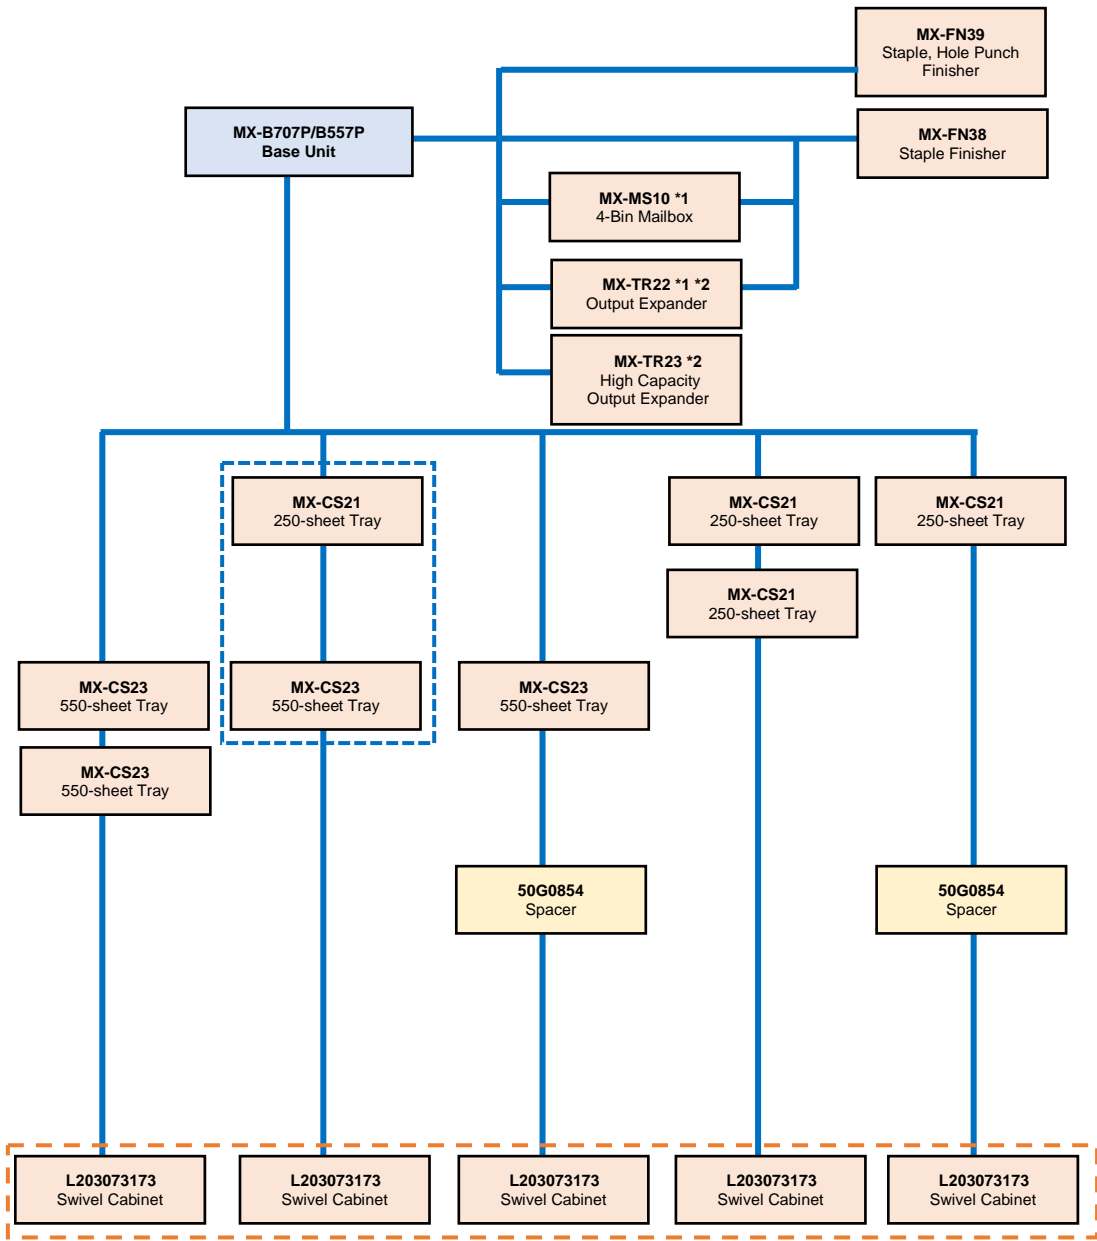 MX-FN39
Staple, Hole Punch
Finisher
MX-B707P/B557P
Base Unit
MX-FN38
Staple Finisher
MX-MS10 *1
4-Bin Mailbox
MX-TR22 *1 *2
Output Expander
MX-TR23 *2
High Capacity
Output Expander
MX-CS21
250-sheet Tray
MX-CS21
250-sheet Tray
MX-CS21
250-sheet Tray
MX-CS21
250-sheet Tray
MX-CS23
550-sheet Tray
MX-CS23
550-sheet Tray
MX-CS23
550-sheet Tray
MX-CS23
550-sheet Tray
50G0854
Spacer
50G0854
Spacer
L203073173
Swivel Cabinet
L203073173
Swivel Cabinet
L203073173
Swivel Cabinet
L203073173
Swivel Cabinet
L203073173
Swivel Cabinet